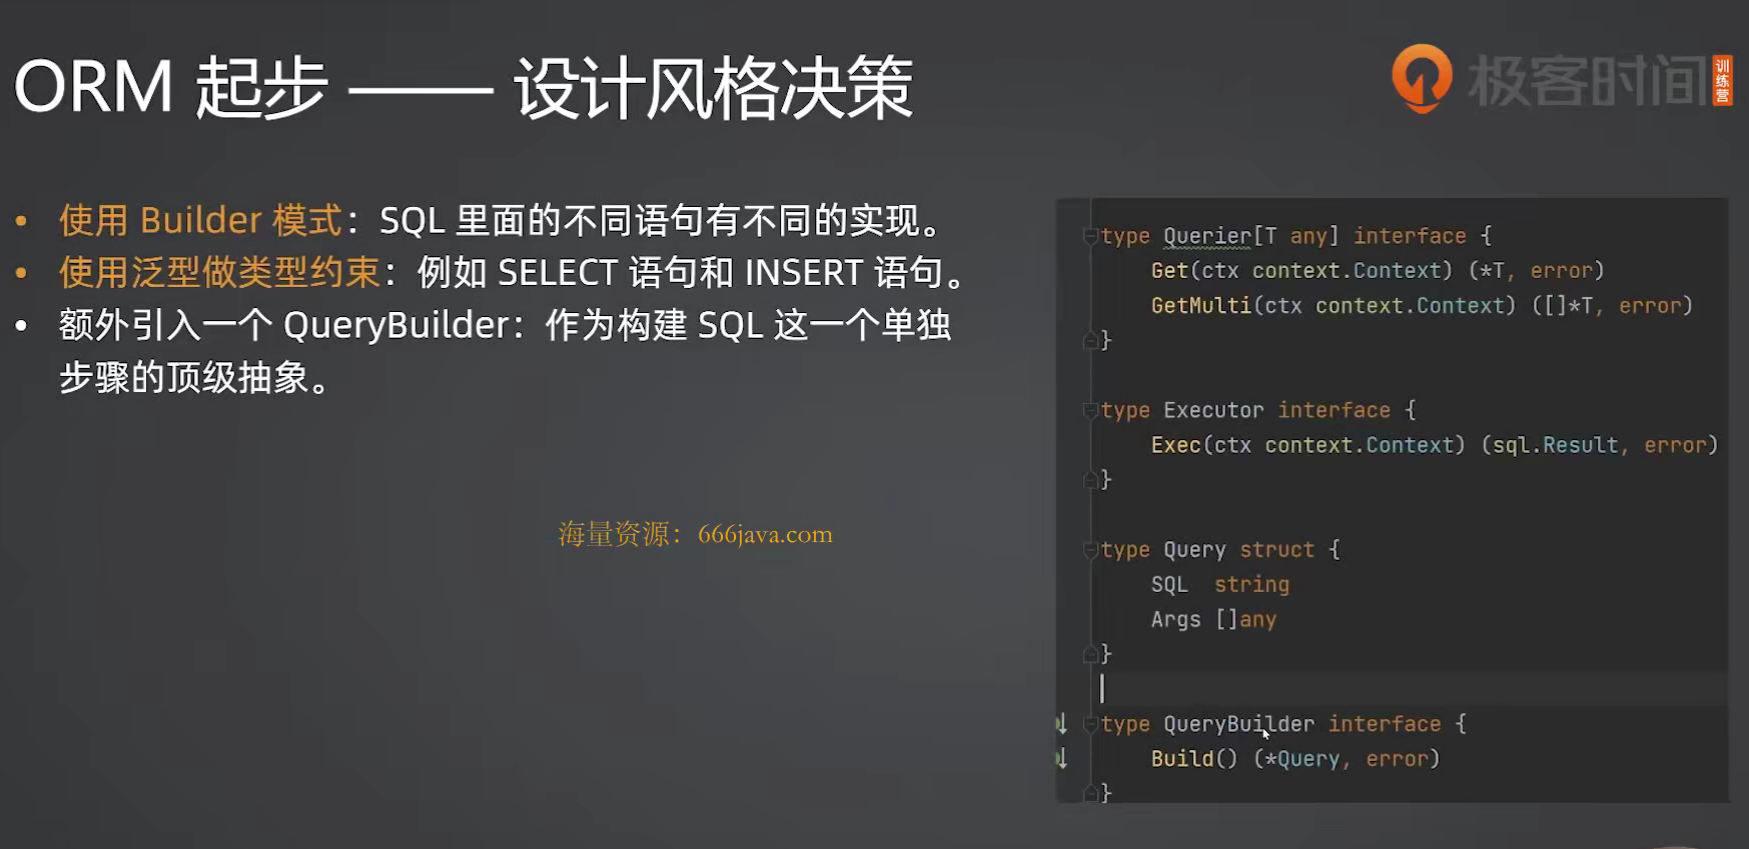 ORM 起步 —— 设计风格决策
极客时间
训练营
• 使用 Builder 模式：SQL 里面的不同语句有不同的实现。
• 使用泛型做类型约束：例如 SELECT 语句和 INSERT 语句。
• 额外引入一个 QueryBuilder：作为构建 SQL 这一个单独
步骤的顶级抽象。
海量资源：666java.com
type Querier[T any] interface {
Get(ctx context.Context) (*T, error)
GetMulti(ctx context.Context) ([]*T, error)
}
type Executor interface {
Exec(ctx context.Context) (sql.Result, error)
}
type Query struct {
SQL string
Args []any
}
type QueryBuilder interface {
Build() (*Query, error)
}